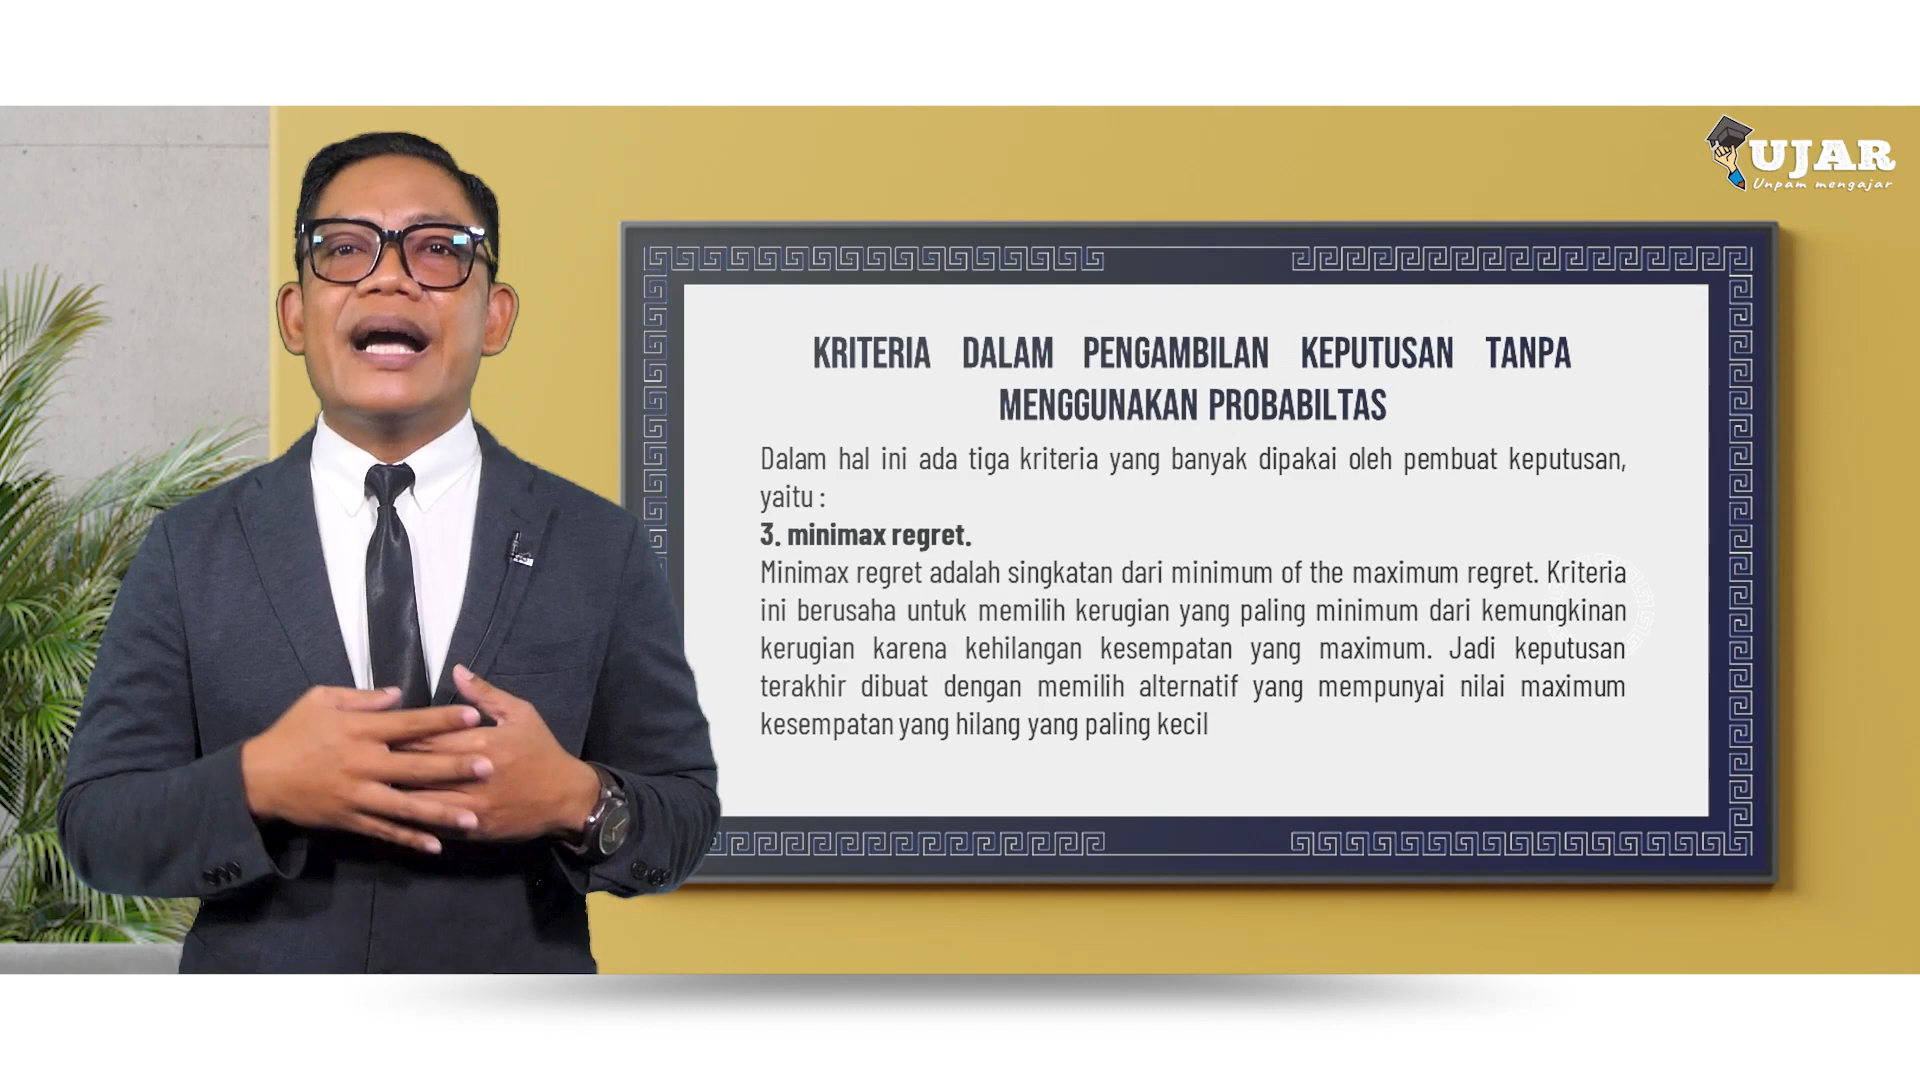 UJAR
Unpam mengajar
KRITERIA DALAM PENGAMBILAN KEPUTUSAN TANPA
MENGGUNAKAN PROBABILTAS
Dalam hal ini ada tiga kriteria yang banyak dipakai oleh pembuat keputusan,
yaitu :
3. minimax regret.
Minimax regret adalah singkatan dari minimum of the maximum regret. Kriteria
ini berusaha untuk memilih kerugian yang paling minimum dari kemungkinan
kerugian karena kehilangan kesempatan yang maximum. Jadi keputusan
terakhir dibuat dengan memilih alternatif yang mempunyai nilai maximum
kesempatan yang hilang yang paling kecil